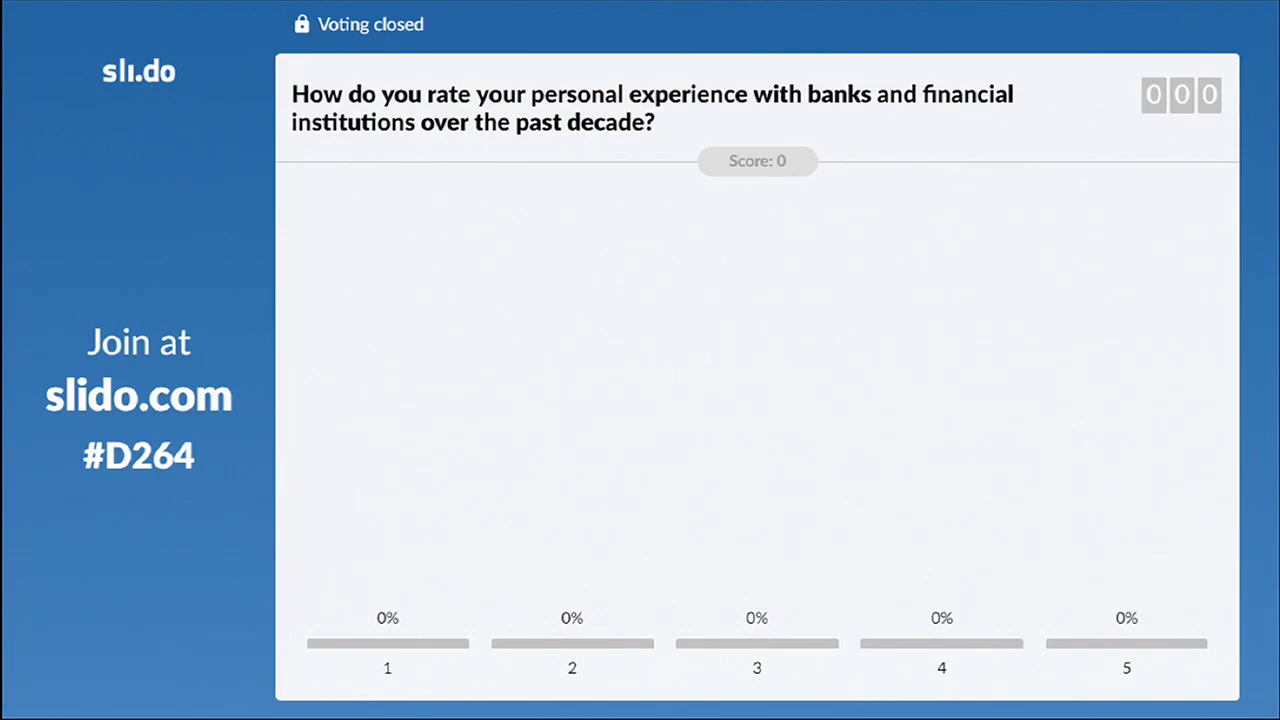 Voting closed
sli.do
How do you rate your personal experience with banks and financial
institutions over the past decade?
000
Score: 0
Join at
slido.com
#D264
0% 0% 0% 0% 0%
1 2 3 4 5